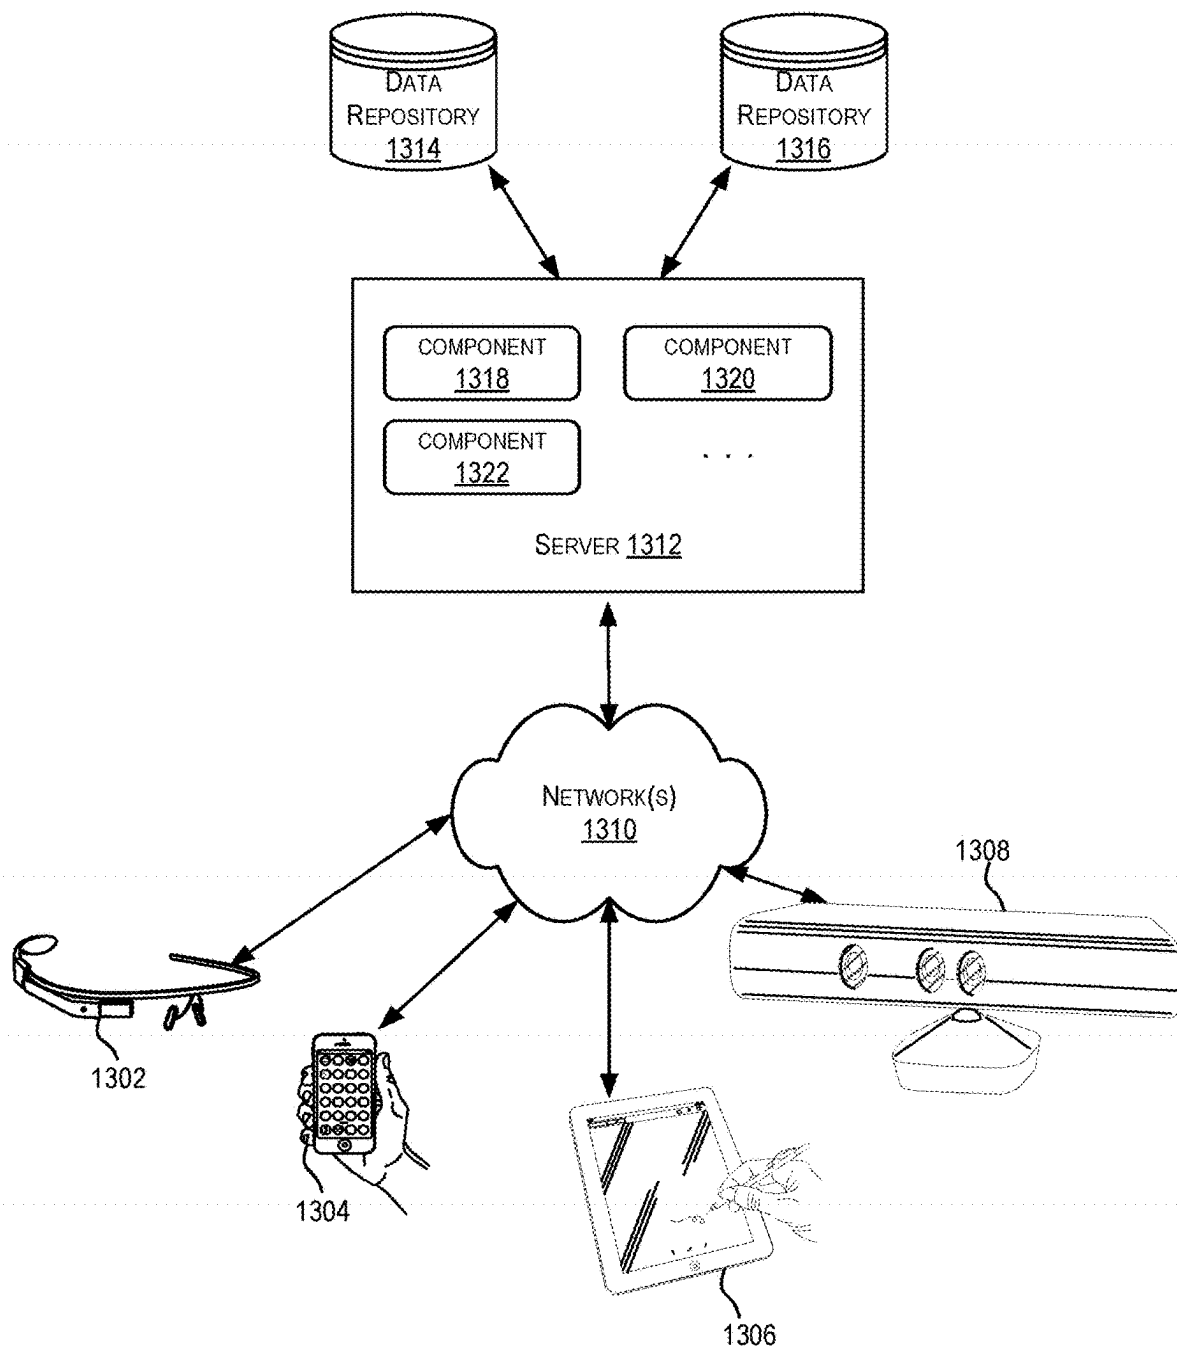 DATA
REPOSITORY
1314
DATA
REPOSITORY
1316
COMPONENT
1318
COMPONENT
1320
COMPONENT
1322
. . .
SERVER 1312
NETWORK(S)
1310
1308
1302
1304
1306